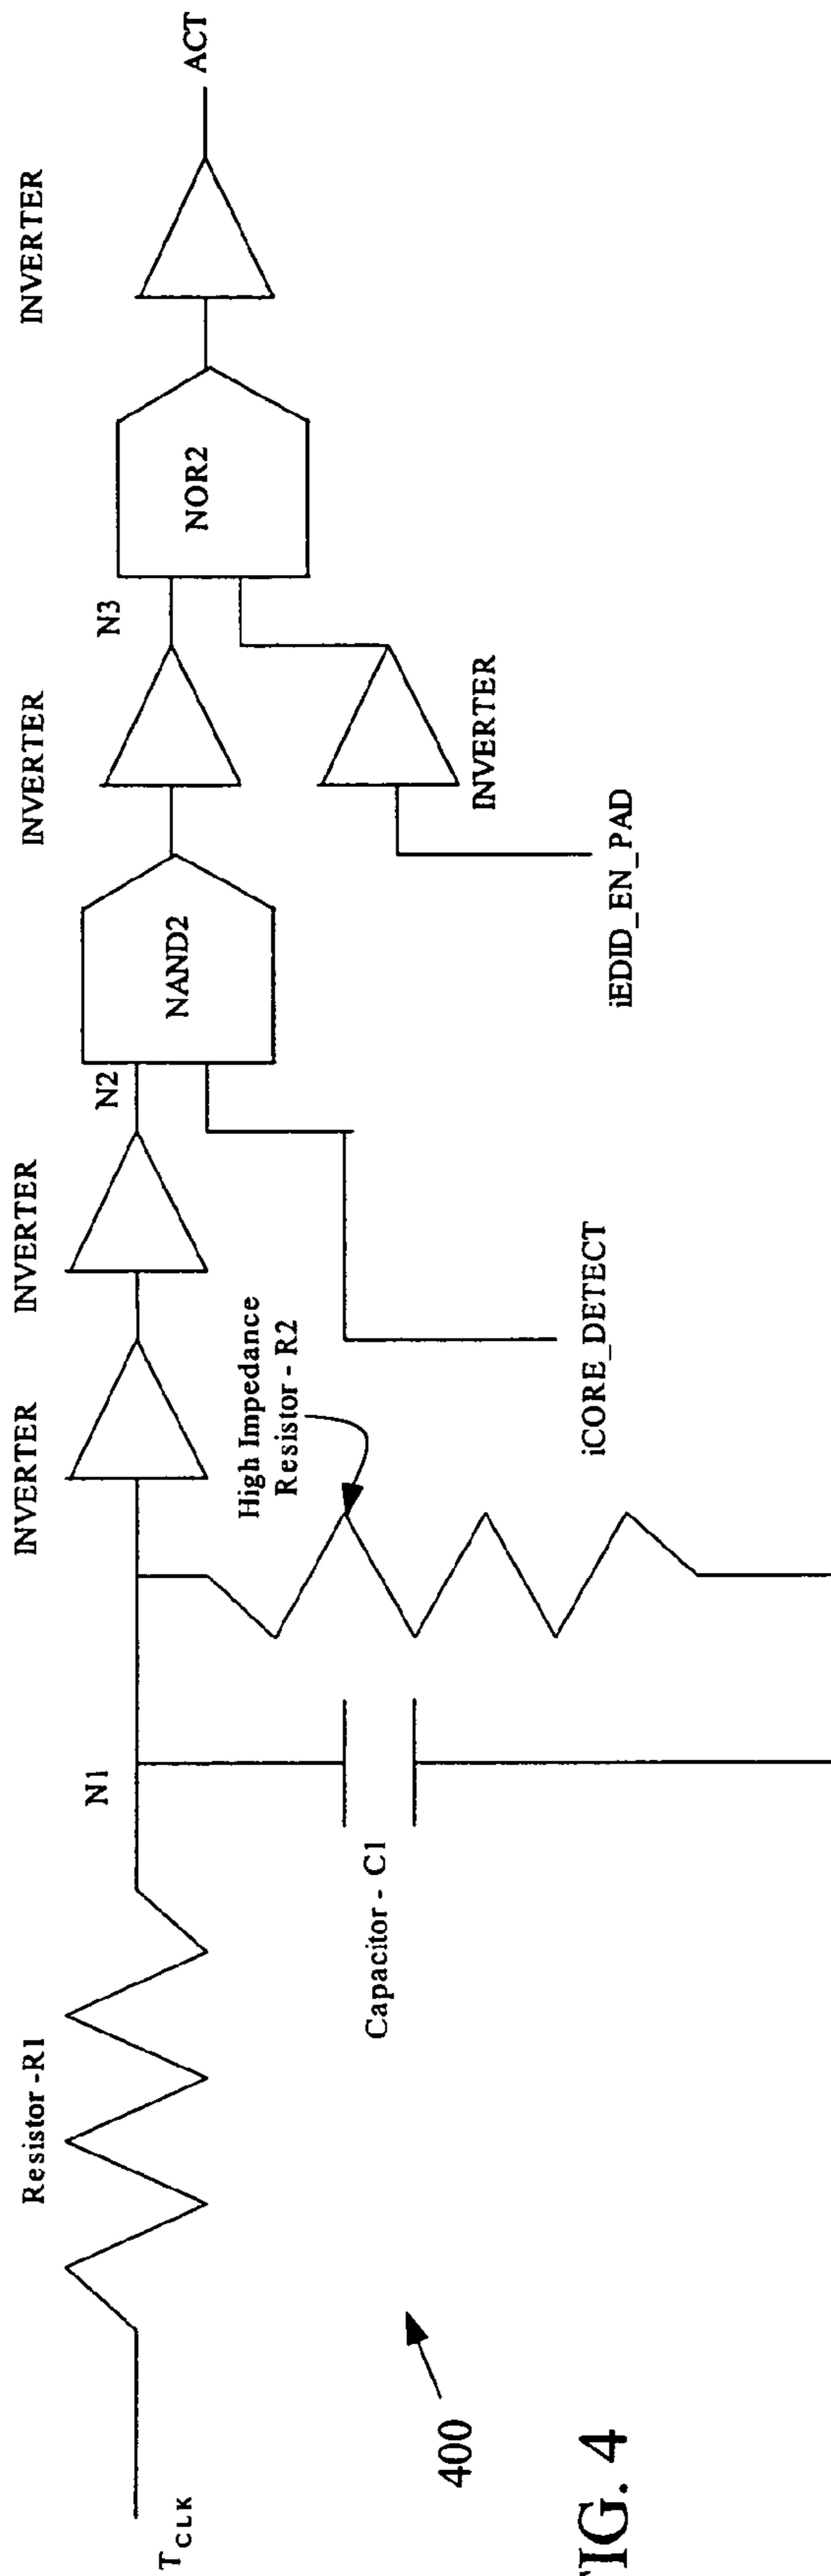 Resistor -R1
INVERTER
INVERTER
INVERTER
INVERTER
T CLK
N1
N2
N3
ACT
NAND2
NOR2
High Impedance
Resistor - R2
Capacitor - C1
INVERTER
iCORE_DETECT
iEDID_EN_PAD
400
FIG. 4